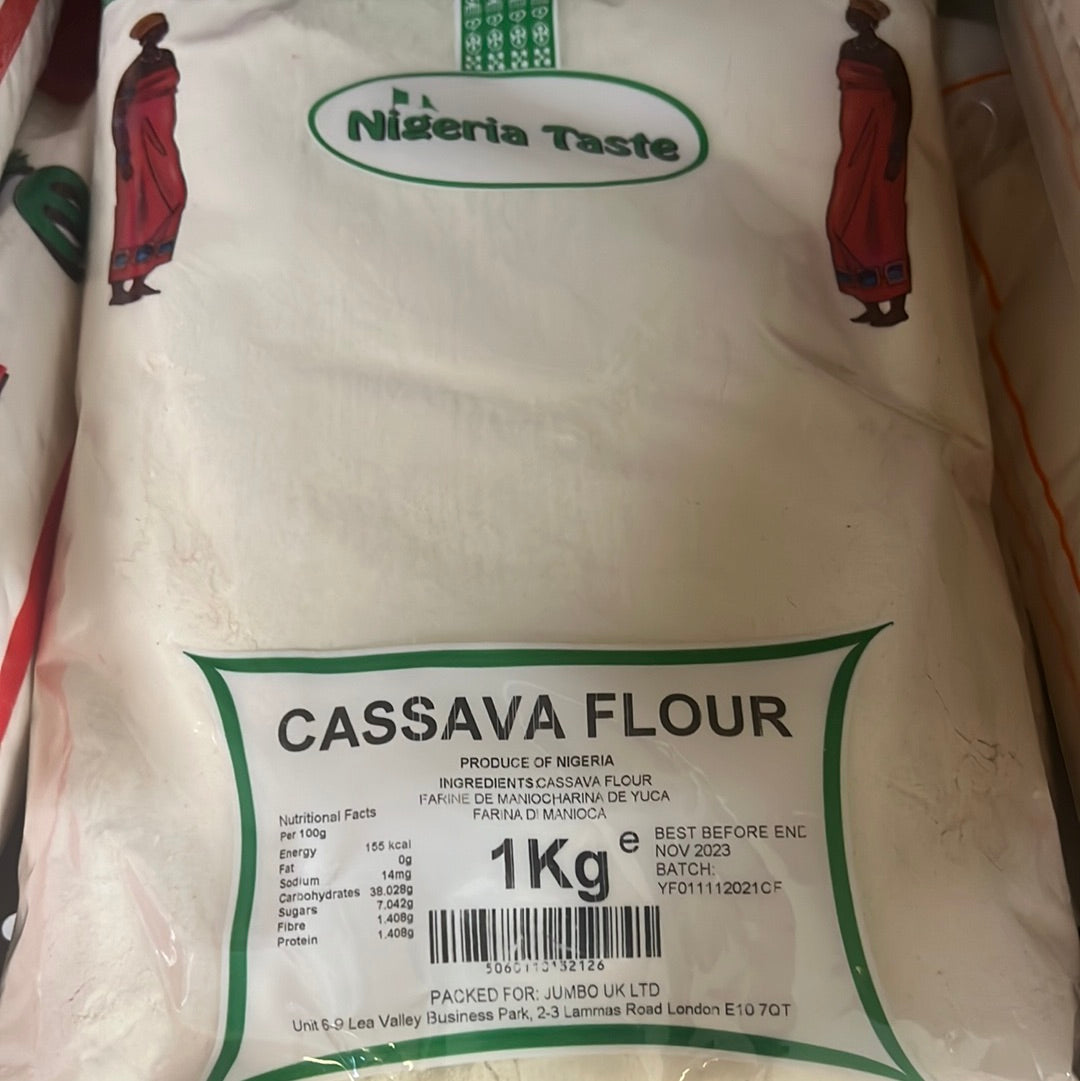 Nigeria Taste
CASSAVA FLOUR
PRODUCE OF NIGERIA
INGREDIENTS:CASSAVA FLOUR
FARINE DE MANIOCHARINA DE YUCA
FARINA DI MANIOCA
Nutritional Facts
Per 100g
Energy 155 kcal
Fat 0g
Sodium 14mg
Carbohydrates 38.028g
Sugars 7.042g
Fibre 1.408g
Protein 1.408g
1Kg e
BEST BEFORE END
NOV 2023
BATCH:
YF011112021CF
PACKED FOR: JUMBO UK LTD
Unit 6-9 Lea Valley Business Park, 2-3 Lammas Road London E10 7QT